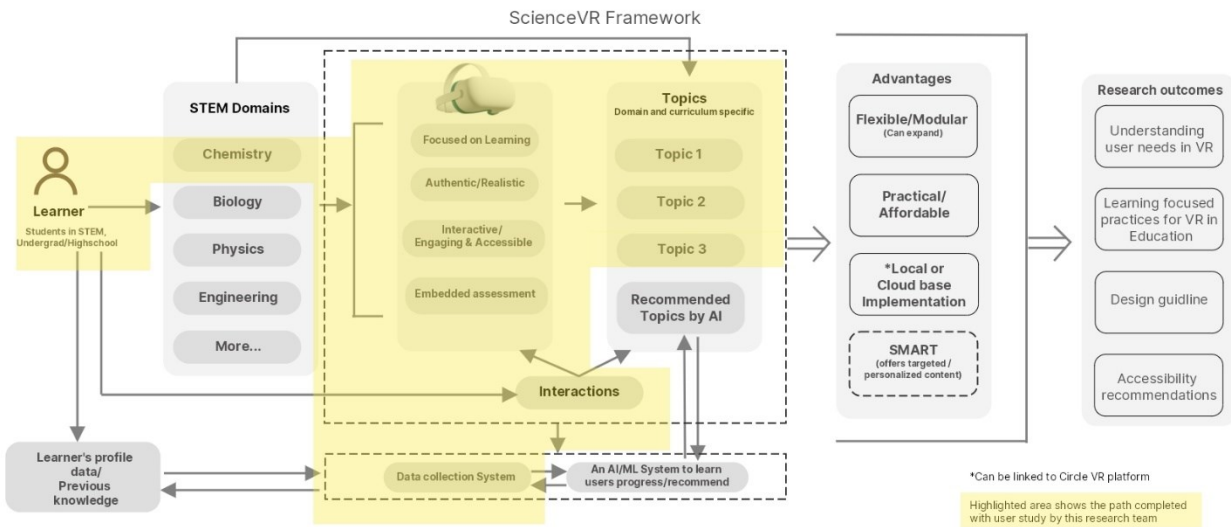 ScienceVR Framework
Learner
Students in STEM,
Undergrad/Highschool
STEM Domains
Chemistry
Biology
Physics
Engineering
More...
Focused on Learning
Authentic/Realistic
Interactive/
Engaging & Accessible
Embedded assessment
Topics
Domain and curriculum specific
Topic 1
Topic 2
Topic 3
Recommended
Topics by AI
Interactions
Learner's profile
data/
Previous
knowledge
Data collection System
An AI/ML System to learn
users progress/recommend
Advantages
Flexible/Modular
(Can expand)
Practical/
Affordable
*Local or
Cloud base
Implementation
SMART
(offers targeted /
personalized content)
Research outcomes
Understanding
user needs in VR
Learning focused
practices for VR in
Education
Design guidline
Accessibility
recommendations
*Can be linked to Circle VR platform
Highlighted area shows the path completed
with user study by this research team